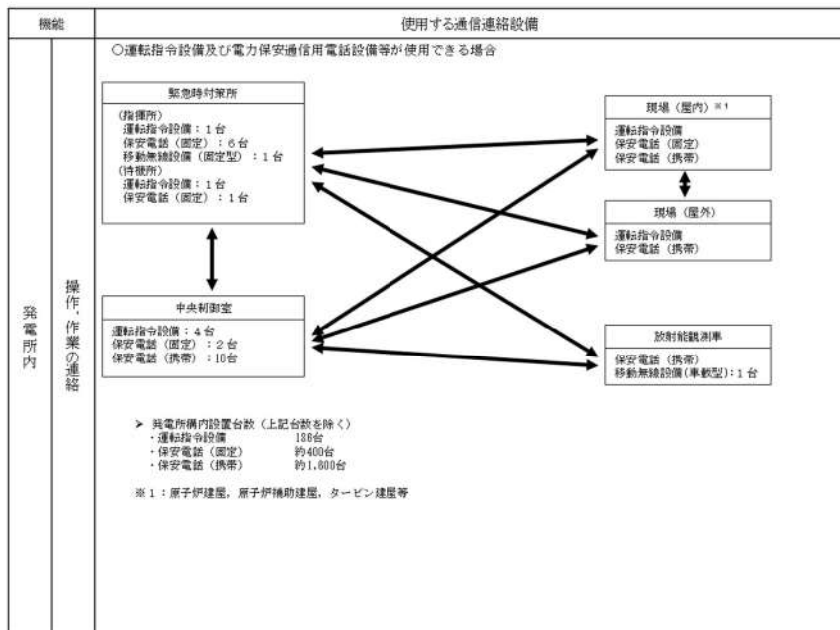 機能
使用する通信連絡設備
発電所内
操作，作業の連絡
○運転指令設備及び電力保安通信用電話設備等が使用できる場合
緊急時対策所
(指揮所)
運転指令設備：1台
保安電話（固定）：6台
移動無線設備（固定型）：1台
(待機所)
運転指令設備：1台
保安電話（固定）：1台
中央制御室
運転指令設備：4台
保安電話（固定）：2台
保安電話（携帯）：10台
現場（屋内）※1
運転指令設備
保安電話（固定）
保安電話（携帯）
現場（屋外）
運転指令設備
保安電話（携帯）
放射能観測車
保安電話（携帯）
移動無線設備(車載型)：1台
➤ 発電所構内設置台数（上記台数を除く）
・運転指令設備 186台
・保安電話（固定） 約400台
・保安電話（携帯） 約1,600台
※1：原子炉建屋，原子炉補助建屋，タービン建屋等